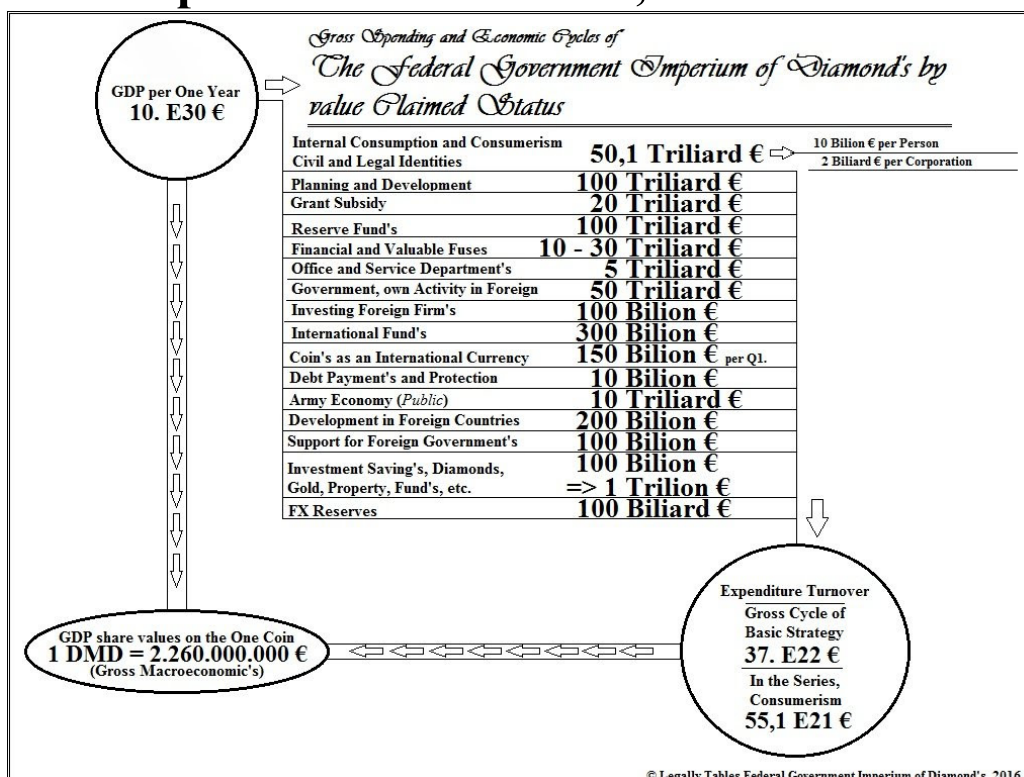 GDP per One Year
10. E30 €
Gross Spending and Economic Cycles of
The Federal Government Imperium of Diamond's by
value Claimed Status
Internal Consumption and Consumerism
Civil and Legal Identities
50,1 Triliard €
10 Bilion € per Person
2 Biliard € per Corporation
Planning and Development 100 Triliard €
Grant Subsidy 20 Triliard €
Reserve Fund's 100 Triliard €
Financial and Valuable Fuses 10 - 30 Triliard €
Office and Service Department's 5 Triliard €
Government, own Activity in Foreign 50 Triliard €
Investing Foreign Firm's 100 Bilion €
International Fund's 300 Bilion €
Coin's as an International Currency 150 Bilion € per Q1.
Debt Payment's and Protection 10 Bilion €
Army Economy (Public) 10 Triliard €
Development in Foreign Countries 200 Bilion €
Support for Foreign Government's 100 Bilion €
Investment Saving's, Diamonds, 100 Bilion €
Gold, Property, Fund's, etc. => 1 Trilion €
FX Reserves 100 Biliard €
Expenditure Turnover
Gross Cycle of
Basic Strategy
37. E22 €
In the Series,
Consumerism
55,1 E21 €
GDP share values on the One Coin
1 DMD = 2.260.000.000 €
(Gross Macroeconomic's)
© Legally Tables Federal Government Imperium of Diamond's, 2016